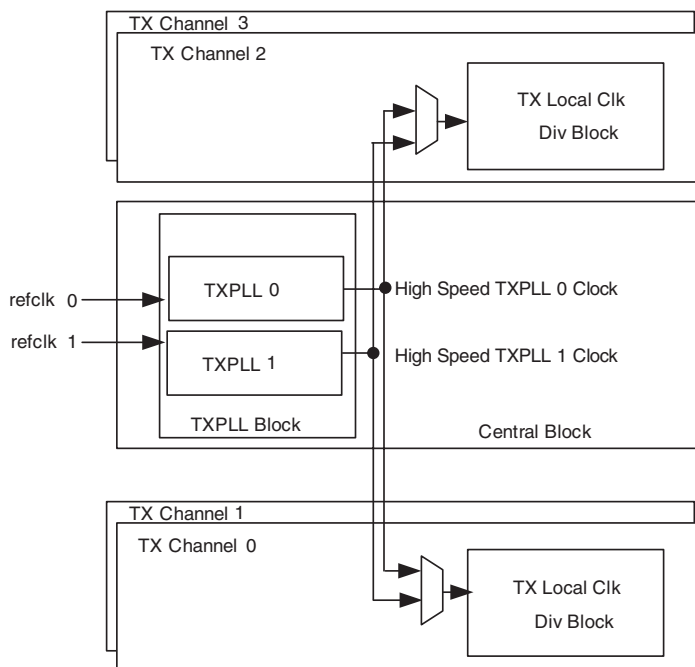 TX Channel 3
TX Channel 2
TX Local Clk
Div Block
refclk 0
TXPLL 0
High Speed TXPLL 0 Clock
refclk 1
TXPLL 1
High Speed TXPLL 1 Clock
TXPLL Block
Central Block
TX Channel 1
TX Channel 0
TX Local Clk
Div Block